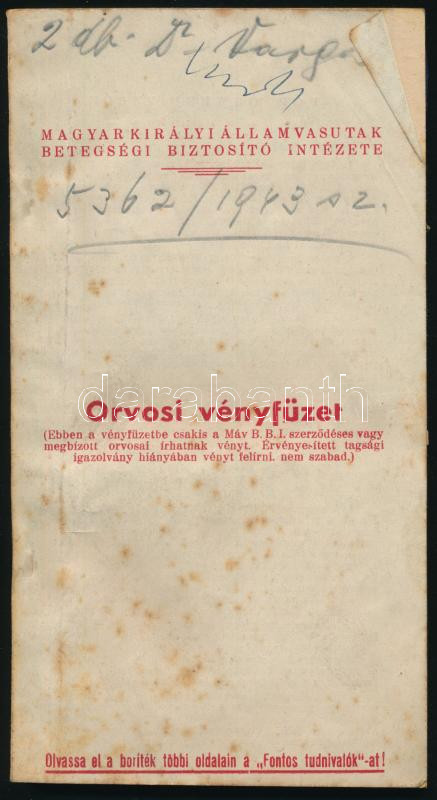 2 db. Dr. Varga
MAGYAR KIRÁLYI ÁLLAMVASUTAK
BETEGSÉGI BIZTOSÍTÓ INTÉZETE
5362/1943 sz.
Orvosi vényfüzet
darabanth
(Ebben a vényfüzetbe csakis a Máv B. B. I. szerződéses vagy
megbízott orvosai írhatnak vényt. Érvényesített tagsági
igazolvány hiányában vényt felírni. nem szabad.)
Olvassa el a boríték többi oldalain a „Fontos tudnivalók"-at!